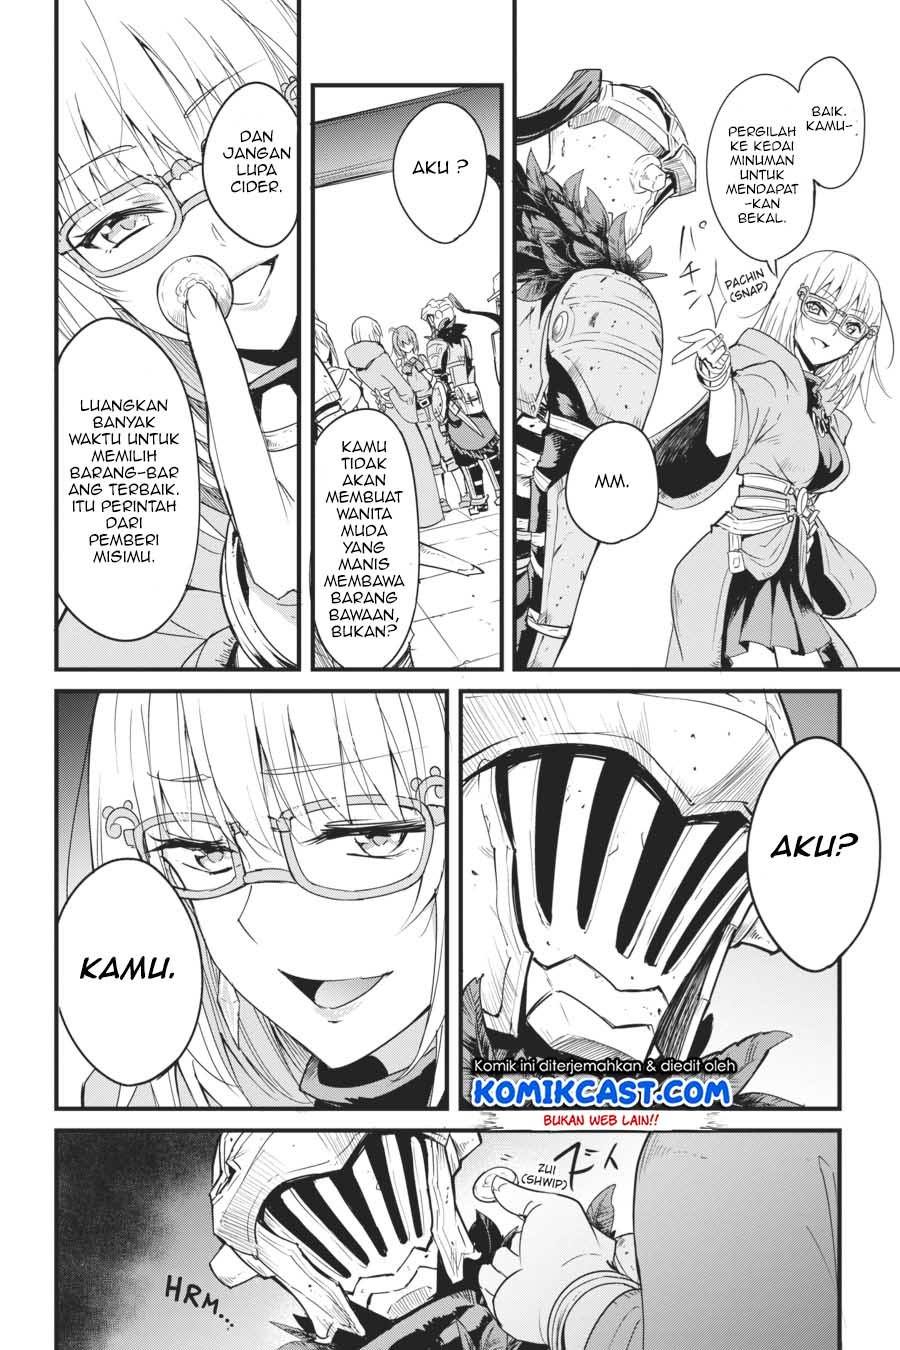 BAIK.
KAMU-
PERGILAH
KE KEDAI
MINUMAN
UNTUK
MENDAPAT
-KAN
BEKAL.
パチン
PACHIN
(SNAP)
MM.
AKU ?
KAMU
TIDAK
AKAN
MEMBUAT
WANITA
MUDA
YANG
MANIS
MEMBAWA
BARANG
BAWAAN,
BUKAN?
DAN
JANGAN
LUPA
CIDER.
LUANGKAN
BANYAK
WAKTU UNTUK
MEMILIH
BARANG-BAR
ANG TERBAIK.
ITU PERINTAH
DARI
PEMBERI
MISIMU.
AKU?
KAMU.
Komik ini diterjemahkan & diedit oleh
KOMIKCAST.COM
BUKAN WEB LAIN!!
ZUI
(SHWIP)
HRM...